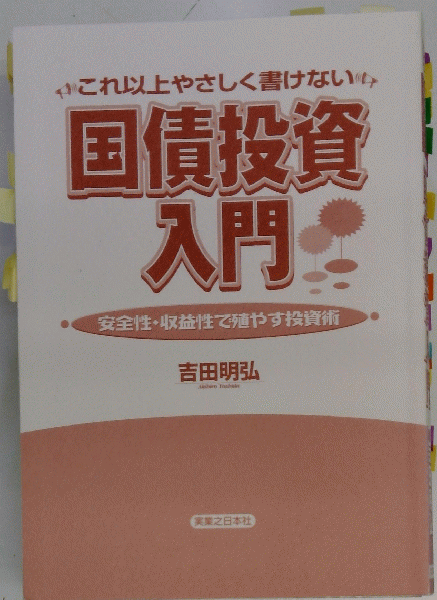 これ以上やさしく書けない
国債投資
入門
安全性・収益性で殖やす投資術
吉田明弘
実業之日本社